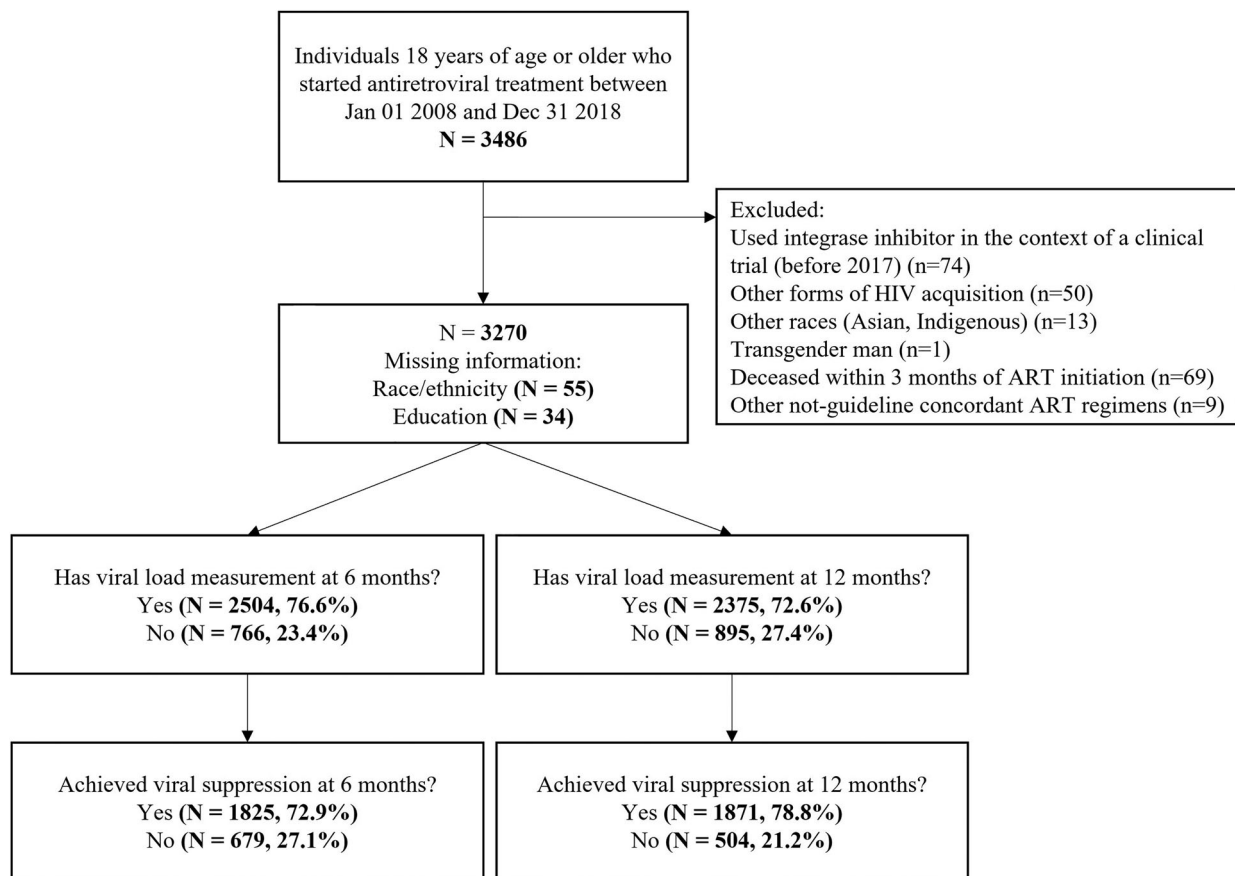 Individuals 18 years of age or older who
started antiretroviral treatment between
Jan 01 2008 and Dec 31 2018
N = 3486
Excluded:
Used integrase inhibitor in the context of a clinical
trial (before 2017) (n=74)
Other forms of HIV acquisition (n=50)
Other races (Asian, Indigenous) (n=13)
Transgender man (n=1)
Deceased within 3 months of ART initiation (n=69)
Other not-guideline concordant ART regimens (n=9)
N = 3270
Missing information:
Race/ethnicity (N = 55)
Education (N = 34)
Has viral load measurement at 6 months?
Yes (N = 2504, 76.6%)
No (N = 766, 23.4%)
Has viral load measurement at 12 months?
Yes (N = 2375, 72.6%)
No (N = 895, 27.4%)
Achieved viral suppression at 6 months?
Yes (N = 1825, 72.9%)
No (N = 679, 27.1%)
Achieved viral suppression at 12 months?
Yes (N = 1871, 78.8%)
No (N = 504, 21.2%)